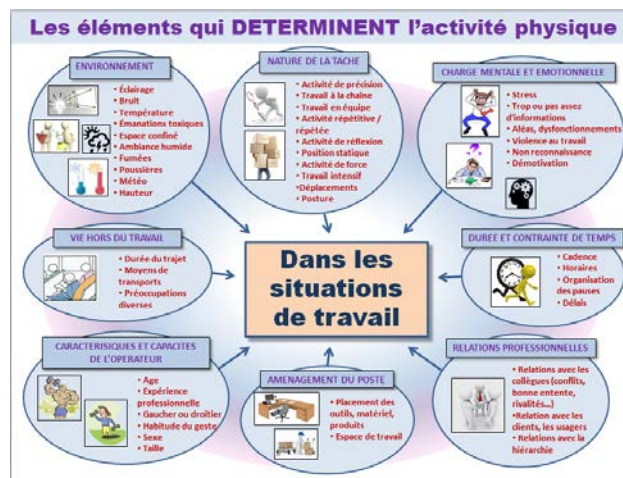 Les éléments qui DETERMINENT l'activité physique
ENVIRONNEMENT
• Éclairage
• Bruit
• Température
• Émanations toxiques
• Espace confiné
• Ambiance humide
• Fumées
• Poussières
• Météo
• Hauteur
NATURE DE LA TACHE
• Activité de précision
• Travail à la chaîne
• Travail en équipe
• Activité répétitive /
répétée
• Activité de réflexion
• Position statique
• Activité de force
• Travail intensif
•Déplacements
• Posture
CHARGE MENTALE ET EMOTIONNELLE
• Stress
• Trop ou pas assez
d'informations
• Aléas, dysfonctionnements
• Violence au travail
• Non reconnaissance
• Démotivation
VIE HORS DU TRAVAIL
• Durée du trajet
• Moyens de
transports
• Préoccupations
diverses
Dans les
situations
de travail
DUREE ET CONTRAINTE DE TEMPS
• Cadence
• Horaires
• Organisation
des pauses
• Délais
CARACTERISIQUES ET CAPACITES
DE L'OPERATEUR
• Age
• Expérience
professionnelle
• Gaucher ou droitier
• Habitude du geste
• Sexe
• Taille
AMENAGEMENT DU POSTE
• Placement des
outils, matériel,
produits
• Espace de travail
RELATIONS PROFESSIONNELLES
• Relations avec les
collègues (conflits,
bonne entente,
rivalités...)
•Relation avec les
clients, les usagers
• Relations avec la
hiérarchie